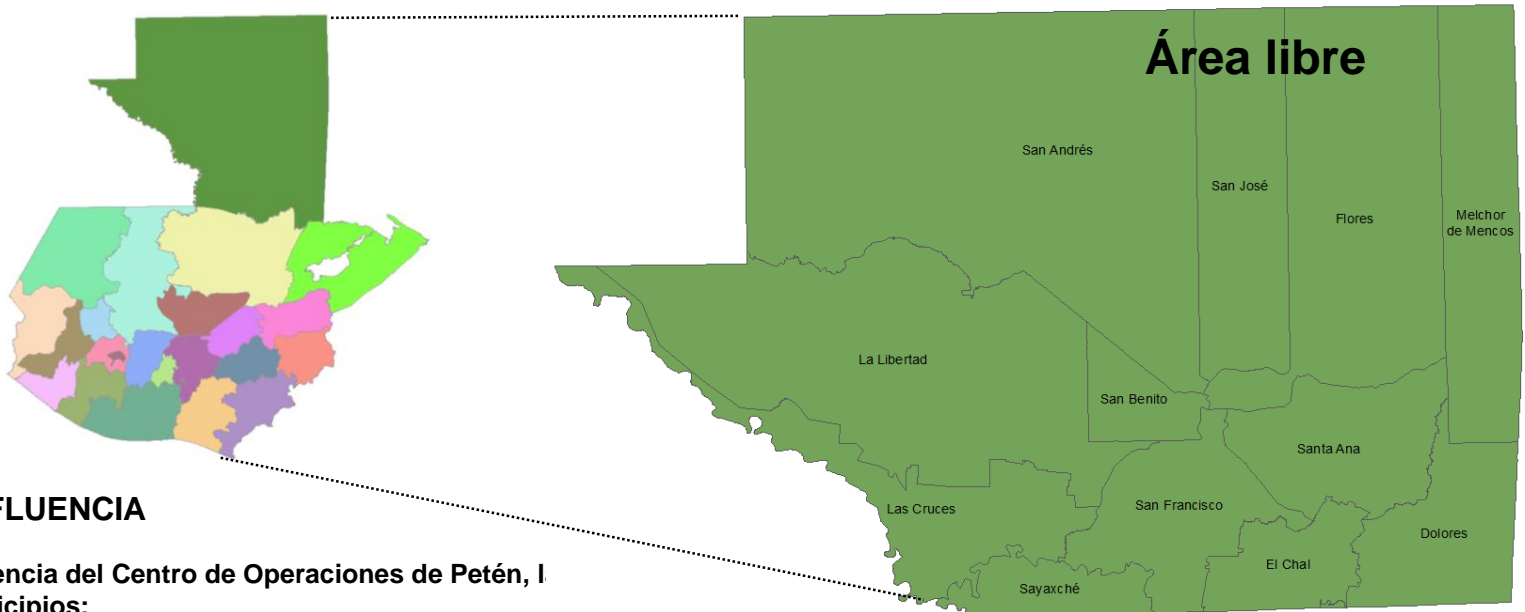 Área libre
San Andrés
San José
Flores
Melchor
de Mencos
La Libertad
San Benito
Santa Ana
Las Cruces
San Francisco
Dolores
El Chal
Sayaxché
FLUENCIA
encia del Centro de Operaciones de Petén,
icipios: